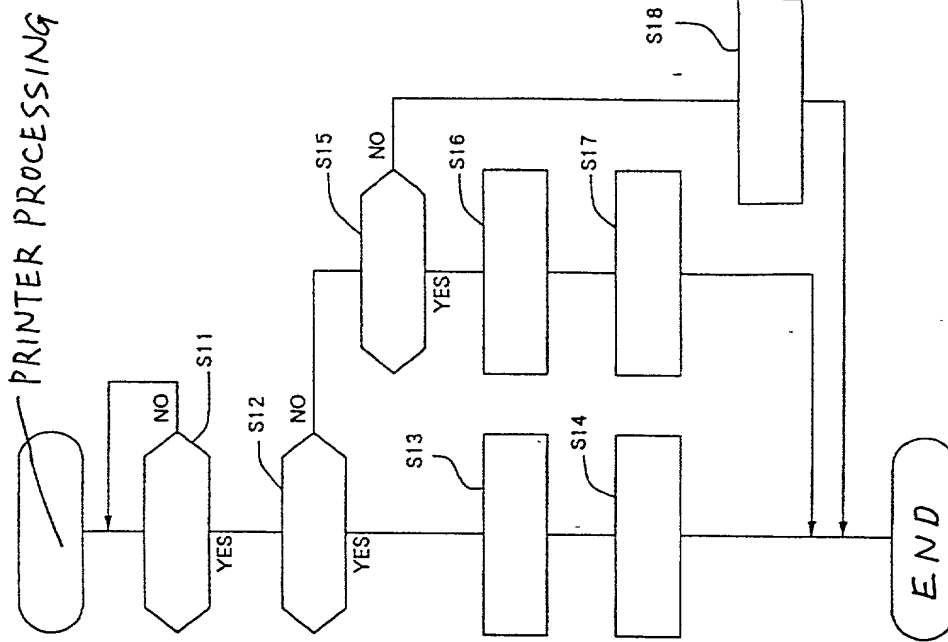 PRINTER PROCESSING
S11
NO
YES
S12
NO
YES
S13
S14
S15
NO
YES
S16
S17
S18
END